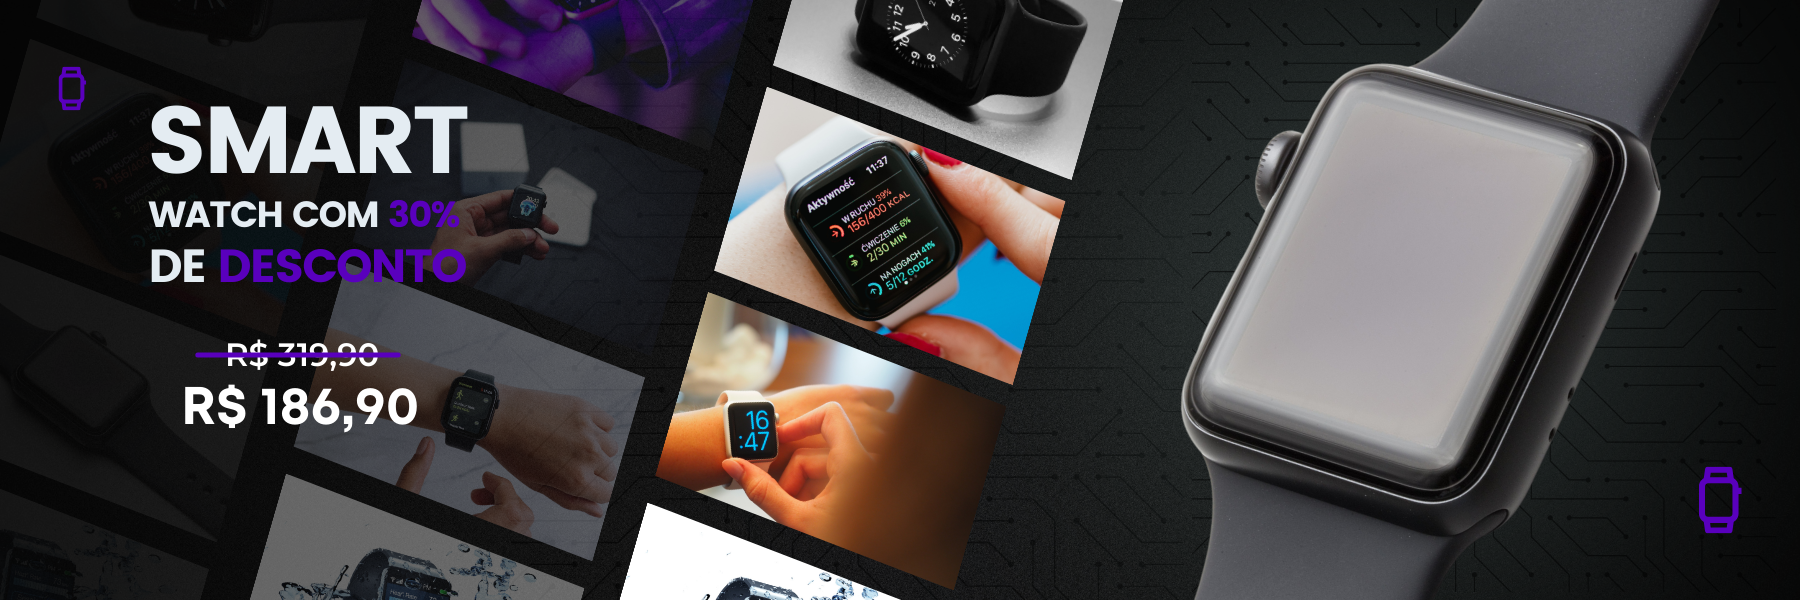 SMART
WATCH COM 30%
DE DESCONTO
R$ 319,90
R$ 186,90
Aktywność 11:37
W RUCHU 39%
156/400 KCAL
ĆWICZENIE 6%
2/30 MIN
NA NOGACH 41%
5/12 GODZ.
16
:47